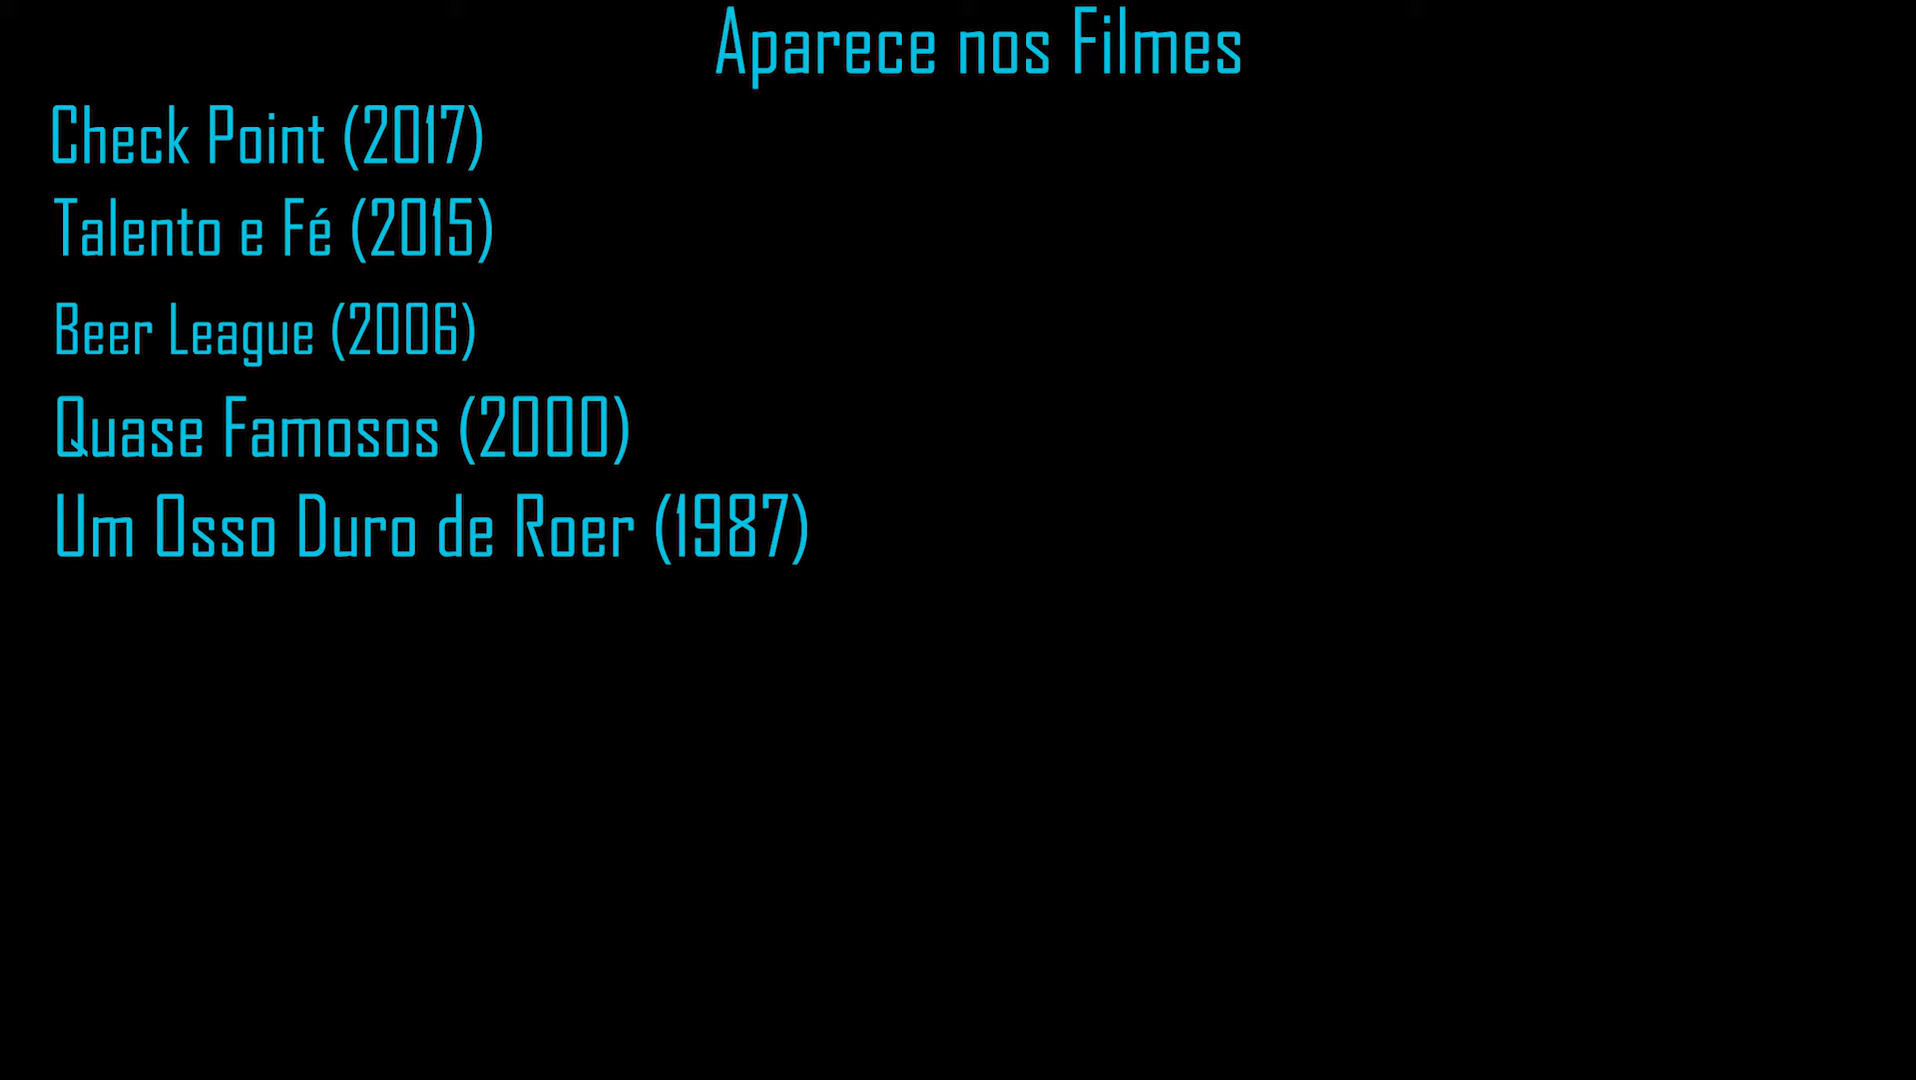 Aparece nos Filmes
Check Point (2017)
Talento e Fé (2015)
Beer League (2006)
Quase Famosos (2000)
Um Osso Duro de Roer (1987)